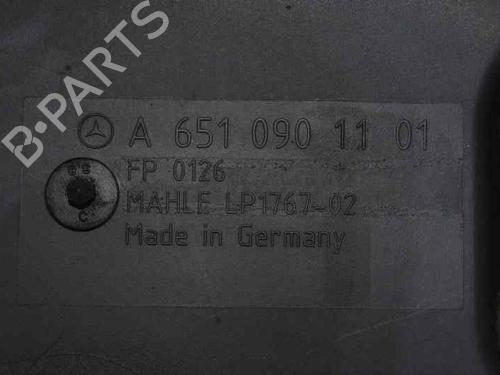 B-PARTS
A 651 090 11 01
FP 0126
MAHLE LP1767-02
Made in Germany